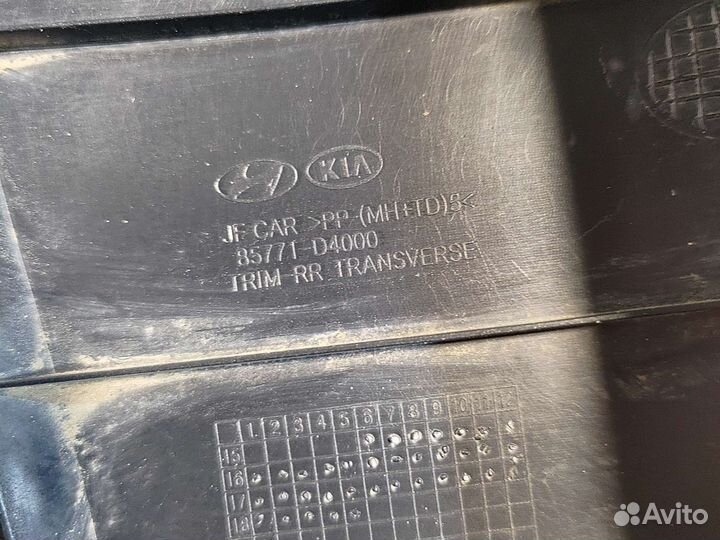 KIA
JF CAR >PP-(MH+TD)5<
85771-D4000
TRIM-RR TRANSVERSE
1 2 3 4 5 6 7 8 9 10 11 12
15
16
17
18
Avito